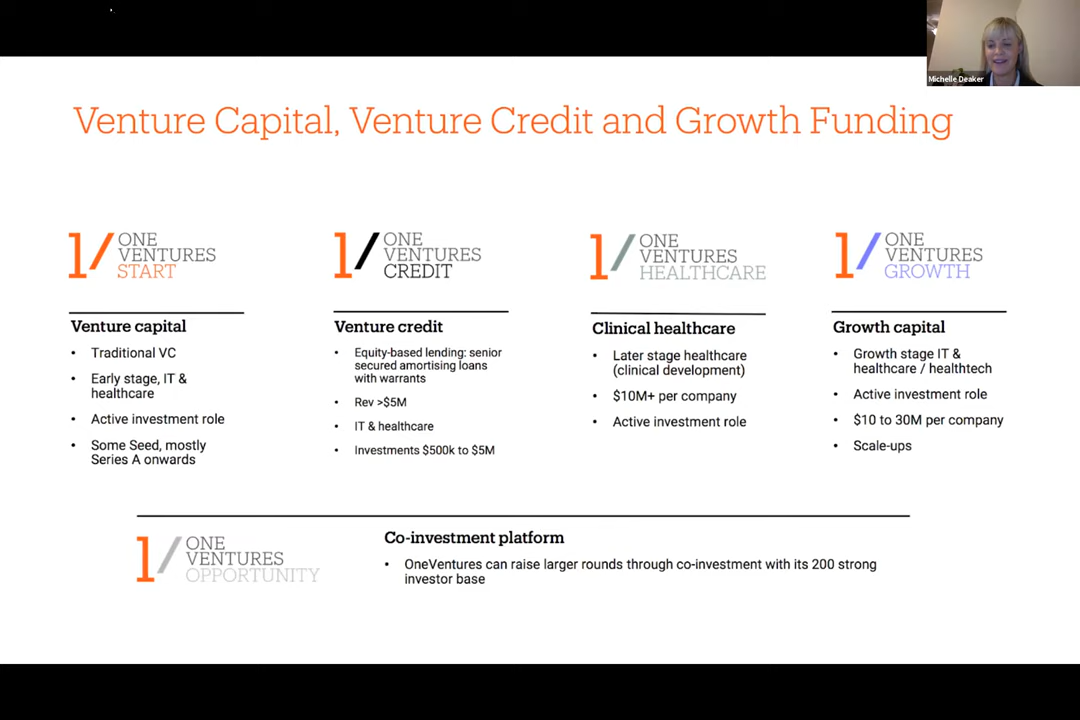 Michelle Deaker
Venture Capital, Venture Credit and Growth Funding
1/ ONE
VENTURES
START
Venture capital
• Traditional VC
• Early stage, IT &
healthcare
• Active investment role
• Some Seed, mostly
Series A onwards
1/ ONE
VENTURES
CREDIT
Venture credit
• Equity-based lending: senior
secured amortising loans
with warrants
• Rev >$5M
• IT & healthcare
• Investments $500k to $5M
1/ ONE
VENTURES
HEALTHCARE
Clinical healthcare
• Later stage healthcare
(clinical development)
• $10M+ per company
• Active investment role
1/ ONE
VENTURES
GROWTH
Growth capital
• Growth stage IT &
healthcare / healthtech
• Active investment role
• $10 to 30M per company
• Scale-ups
1/ ONE
VENTURES
OPPORTUNITY
Co-investment platform
• OneVentures can raise larger rounds through co-investment with its 200 strong
investor base